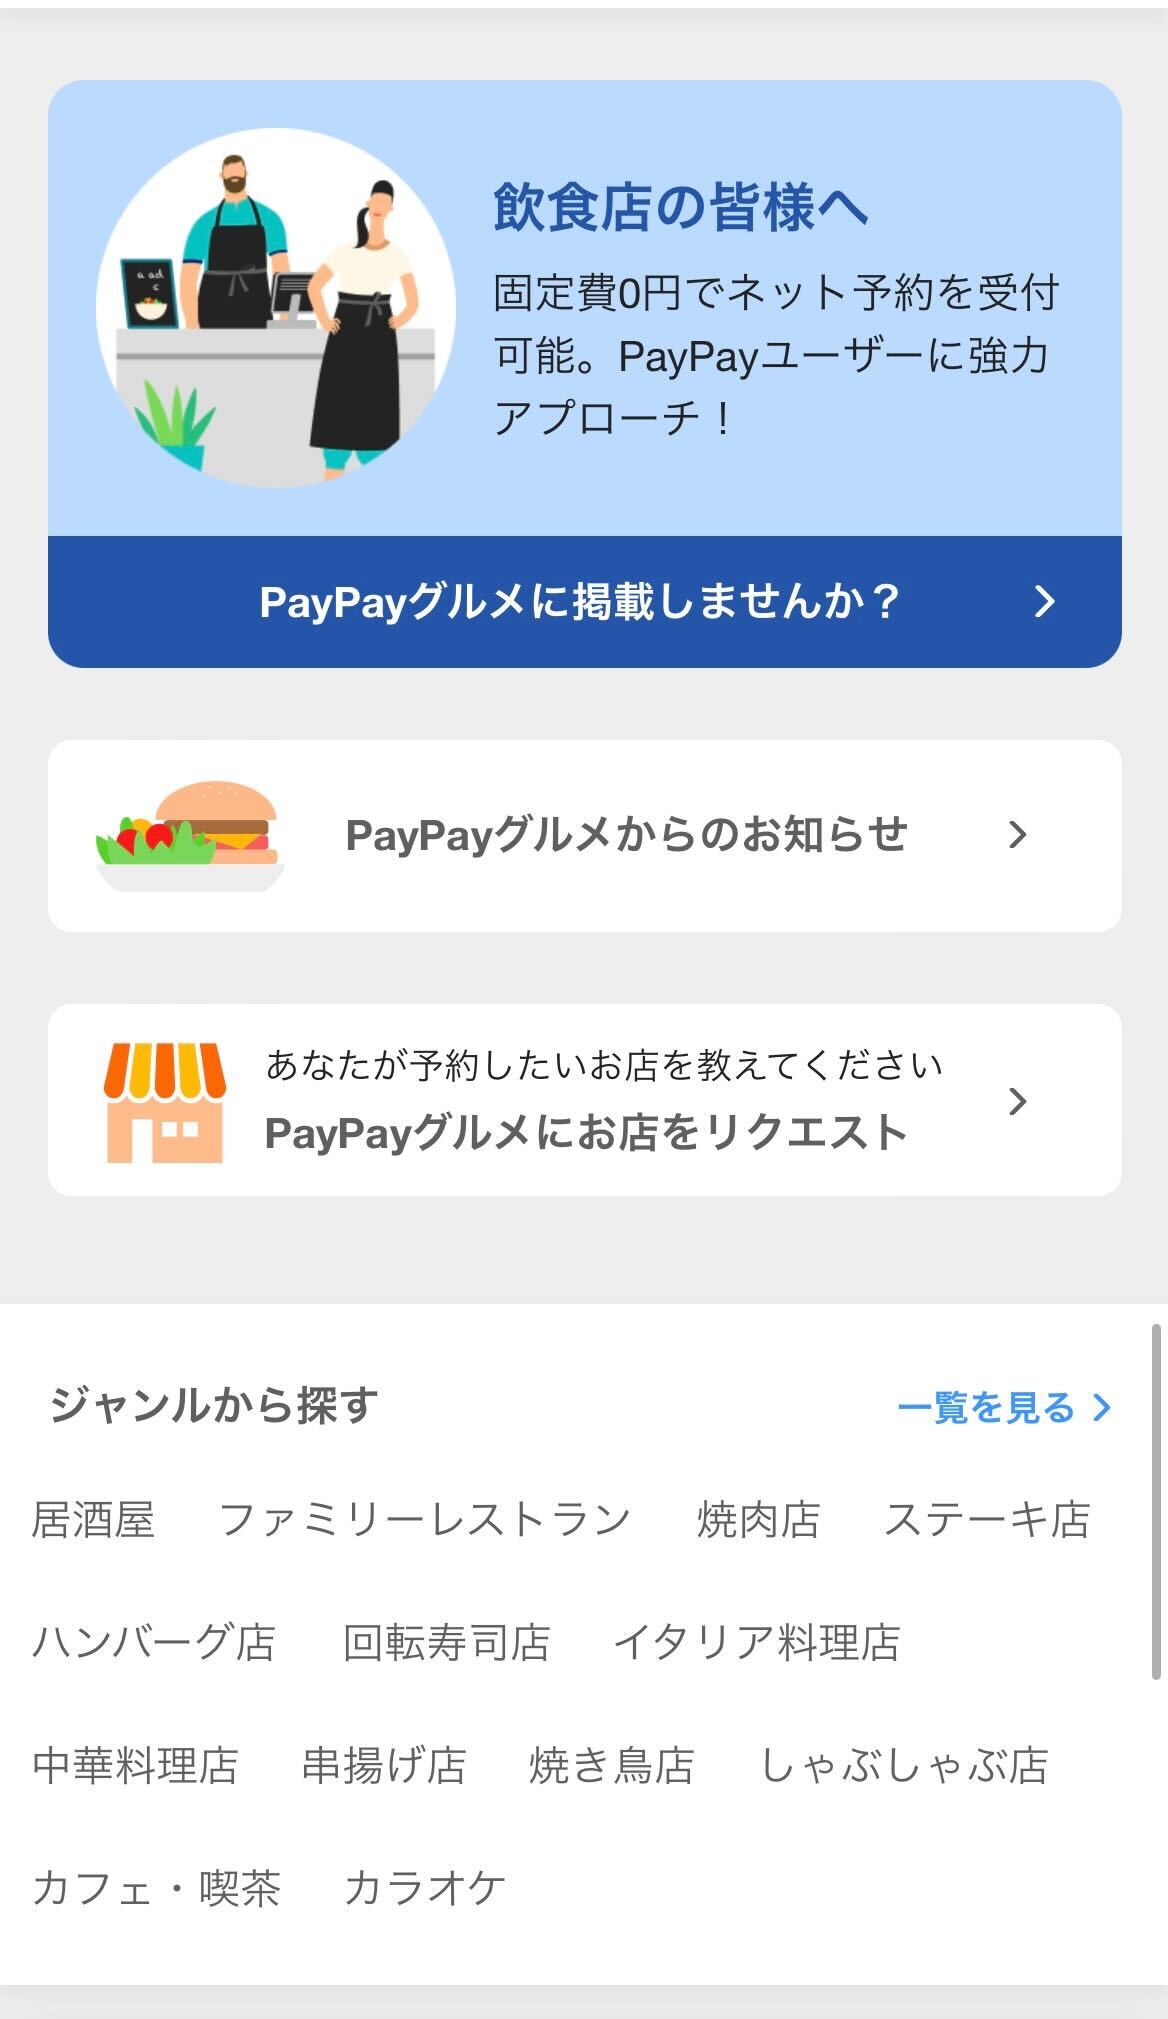 飲食店の皆様へ
固定費0円でネット予約を受付
可能。PayPayユーザーに強力
アプローチ！
PayPayグルメに掲載しませんか？
PayPayグルメからのお知らせ
あなたが予約したいお店を教えてください
PayPayグルメにお店をリクエスト
ジャンルから探す 一覧を見る
居酒屋 ファミリーレストラン 焼肉店 ステーキ店
ハンバーグ店 回転寿司店 イタリア料理店
中華料理店 串揚げ店 焼き鳥店 しゃぶしゃぶ店
カフェ・喫茶 カラオケ